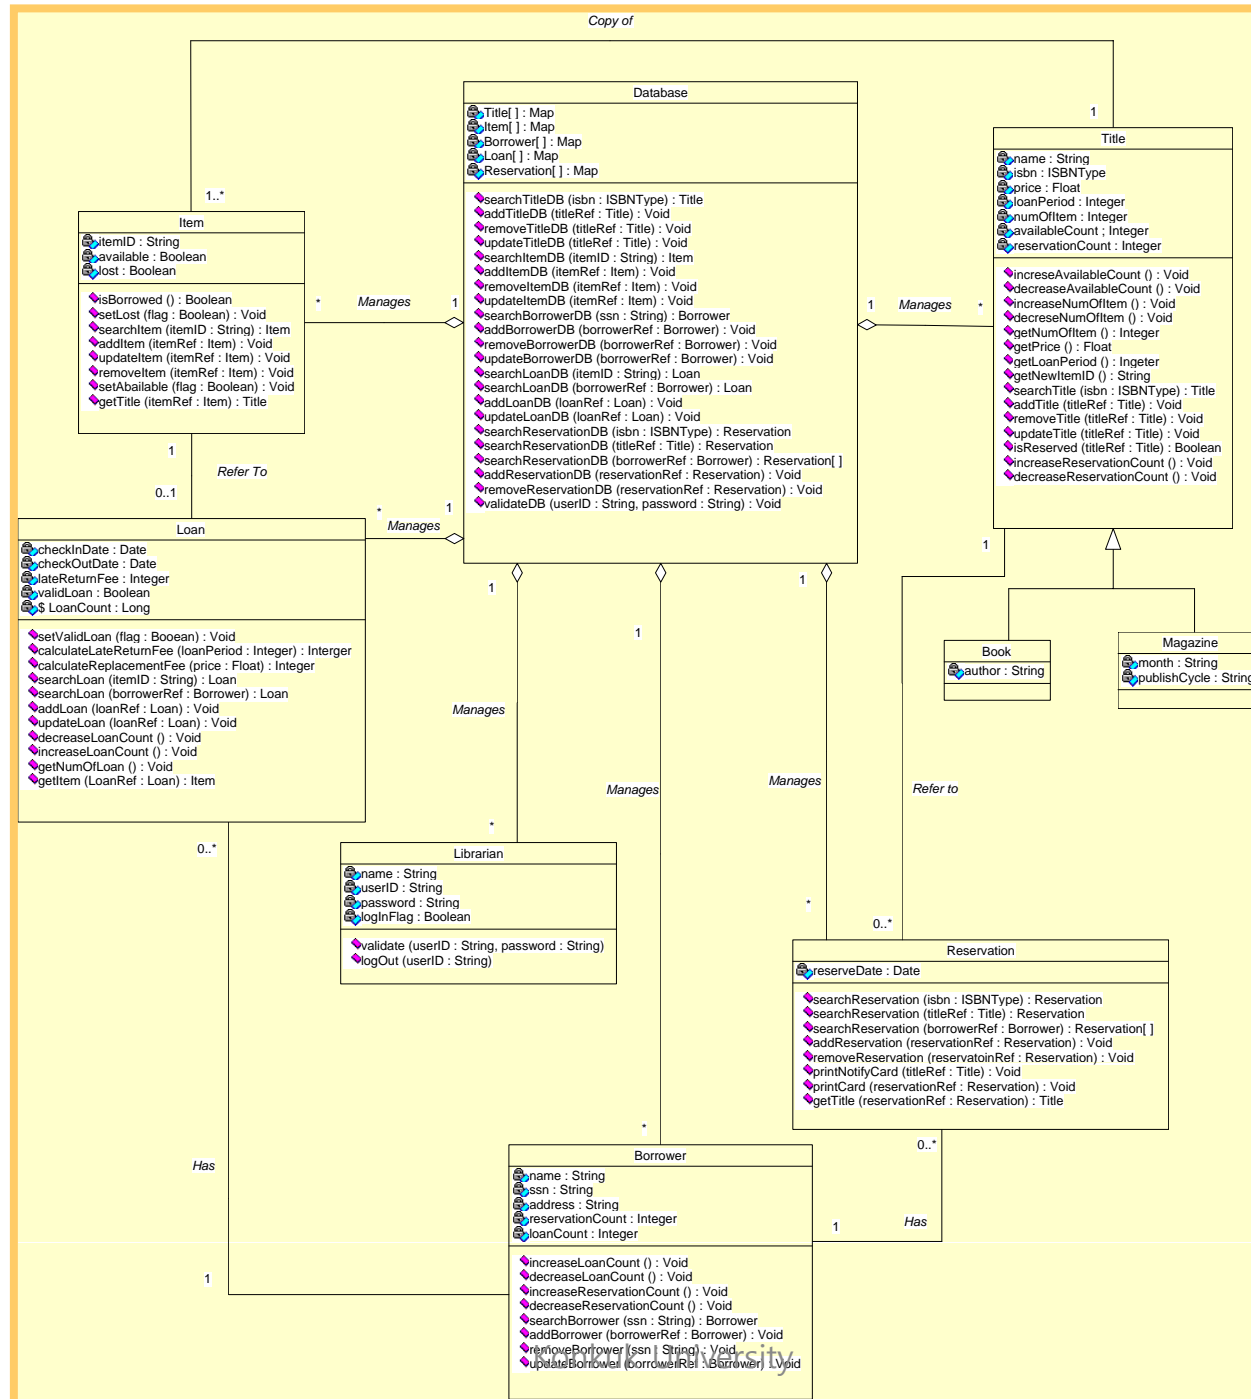 Copy of
Database
Title[ ] : Map
Item[ ] : Map
Borrower[ ] : Map
Loan[ ] : Map
Reservation[ ] : Map
searchTitleDB (isbn : ISBNType) : Title
addTitleDB (titleRef : Title) : Void
removeTitleDB (titleRef : Title) : Void
updateTitleDB (titleRef : Title) : Void
searchItemDB (itemID : String) : Item
addItemDB (itemRef : Item) : Void
removeItemDB (itemRef : Item) : Void
updateItemDB (itemRef : Item) : Void
searchBorrowerDB (ssn : String) : Borrower
addBorrowerDB (borrowerRef : Borrower) : Void
removeBorrowerDB (borrowerRef : Borrower) : Void
updateBorrowerDB (borrowerRef : Borrower) : Void
searchLoanDB (itemID : String) : Loan
searchLoanDB (borrowerRef : Borrower) : Loan
addLoanDB (loanRef : Loan) : Void
updateLoanDB (loanRef : Loan) : Void
searchReservationDB (isbn : ISBNType) : Reservation
searchReservationDB (titleRef : Title) : Reservation
searchReservationDB (borrowerRef : Borrower) : Reservation[ ]
addReservationDB (reservationRef : Reservation) : Void
removeReservationDB (reservationRef : Reservation) : Void
validateDB (userID : String, password : String) : Void
1
Title
name : String
isbn : ISBNType
price : Float
loanPeriod : Integer
numOfItem : Integer
availableCount ; Integer
reservationCount : Integer
increseAvailableCount () : Void
decreaseAvailableCount () : Void
increaseNumOfItem () : Void
decreseNumOfItem () : Void
getNumOfItem () : Integer
getPrice () : Float
getLoanPeriod () : Ingeter
getNewItemID () : String
searchTitle (isbn : ISBNType) : Title
addTitle (titleRef : Title) : Void
removeTitle (titleRef : Title) : Void
updateTitle (titleRef : Title) : Void
isReserved (titleRef : Title) : Boolean
increaseReservationCount () : Void
decreaseReservationCount () : Void
1..*
Item
itemID : String
available : Boolean
lost : Boolean
isBorrowed () : Boolean
setLost (flag : Boolean) : Void
searchItem (itemID : String) : Item
addItem (itemRef : Item) : Void
updateItem (itemRef : Item) : Void
removeItem (itemRef : Item) : Void
setAbailable (flag : Boolean) : Void
getTitle (itemRef : Item) : Title
* Manages 1
1 Manages *
1
Refer To
0..1
* Manages 1
Loan
checkInDate : Date
checkOutDate : Date
lateReturnFee : Integer
validLoan : Boolean
$ LoanCount : Long
setValidLoan (flag : Booean) : Void
calculateLateReturnFee (loanPeriod : Integer) : Interger
calculateReplacementFee (price : Float) : Integer
searchLoan (itemID : String) : Loan
searchLoan (borrowerRef : Borrower) : Loan
addLoan (loanRef : Loan) : Void
updateLoan (loanRef : Loan) : Void
decreaseLoanCount () : Void
increaseLoanCount () : Void
getNumOfLoan () : Void
getItem (LoanRef : Loan) : Item
1
1
1
1
Book
author : String
Magazine
month : String
publishCycle : String
Manages
Manages
Manages
Refer to
*
*
0..*
0..*
Librarian
name : String
userID : String
password : String
logInFlag : Boolean
validate (userID : String, password : String)
logOut (userID : String)
Reservation
reserveDate : Date
searchReservation (isbn : ISBNType) : Reservation
searchReservation (titleRef : Title) : Reservation
searchReservation (borrowerRef : Borrower) : Reservation[ ]
addReservation (reservationRef : Reservation) : Void
removeReservation (reservatoinRef : Reservation) : Void
printNotifyCard (titleRef : Title) : Void
printCard (reservationRef : Reservation) : Void
getTitle (reservationRef : Reservation) : Title
*
0..*
Has
1
1
Has
Borrower
name : String
ssn : String
address : String
reservationCount : Integer
loanCount : Integer
increaseLoanCount () : Void
decreaseLoanCount () : Void
increaseReservationCount () : Void
decreaseReservationCount () : Void
searchBorrower (ssn : String) : Borrower
addBorrower (borrowerRef : Borrower) : Void
removeBorrower (ssn : String) : Void
updateBorrower (borrowerRef : Borrower) : Void
Konkuk University